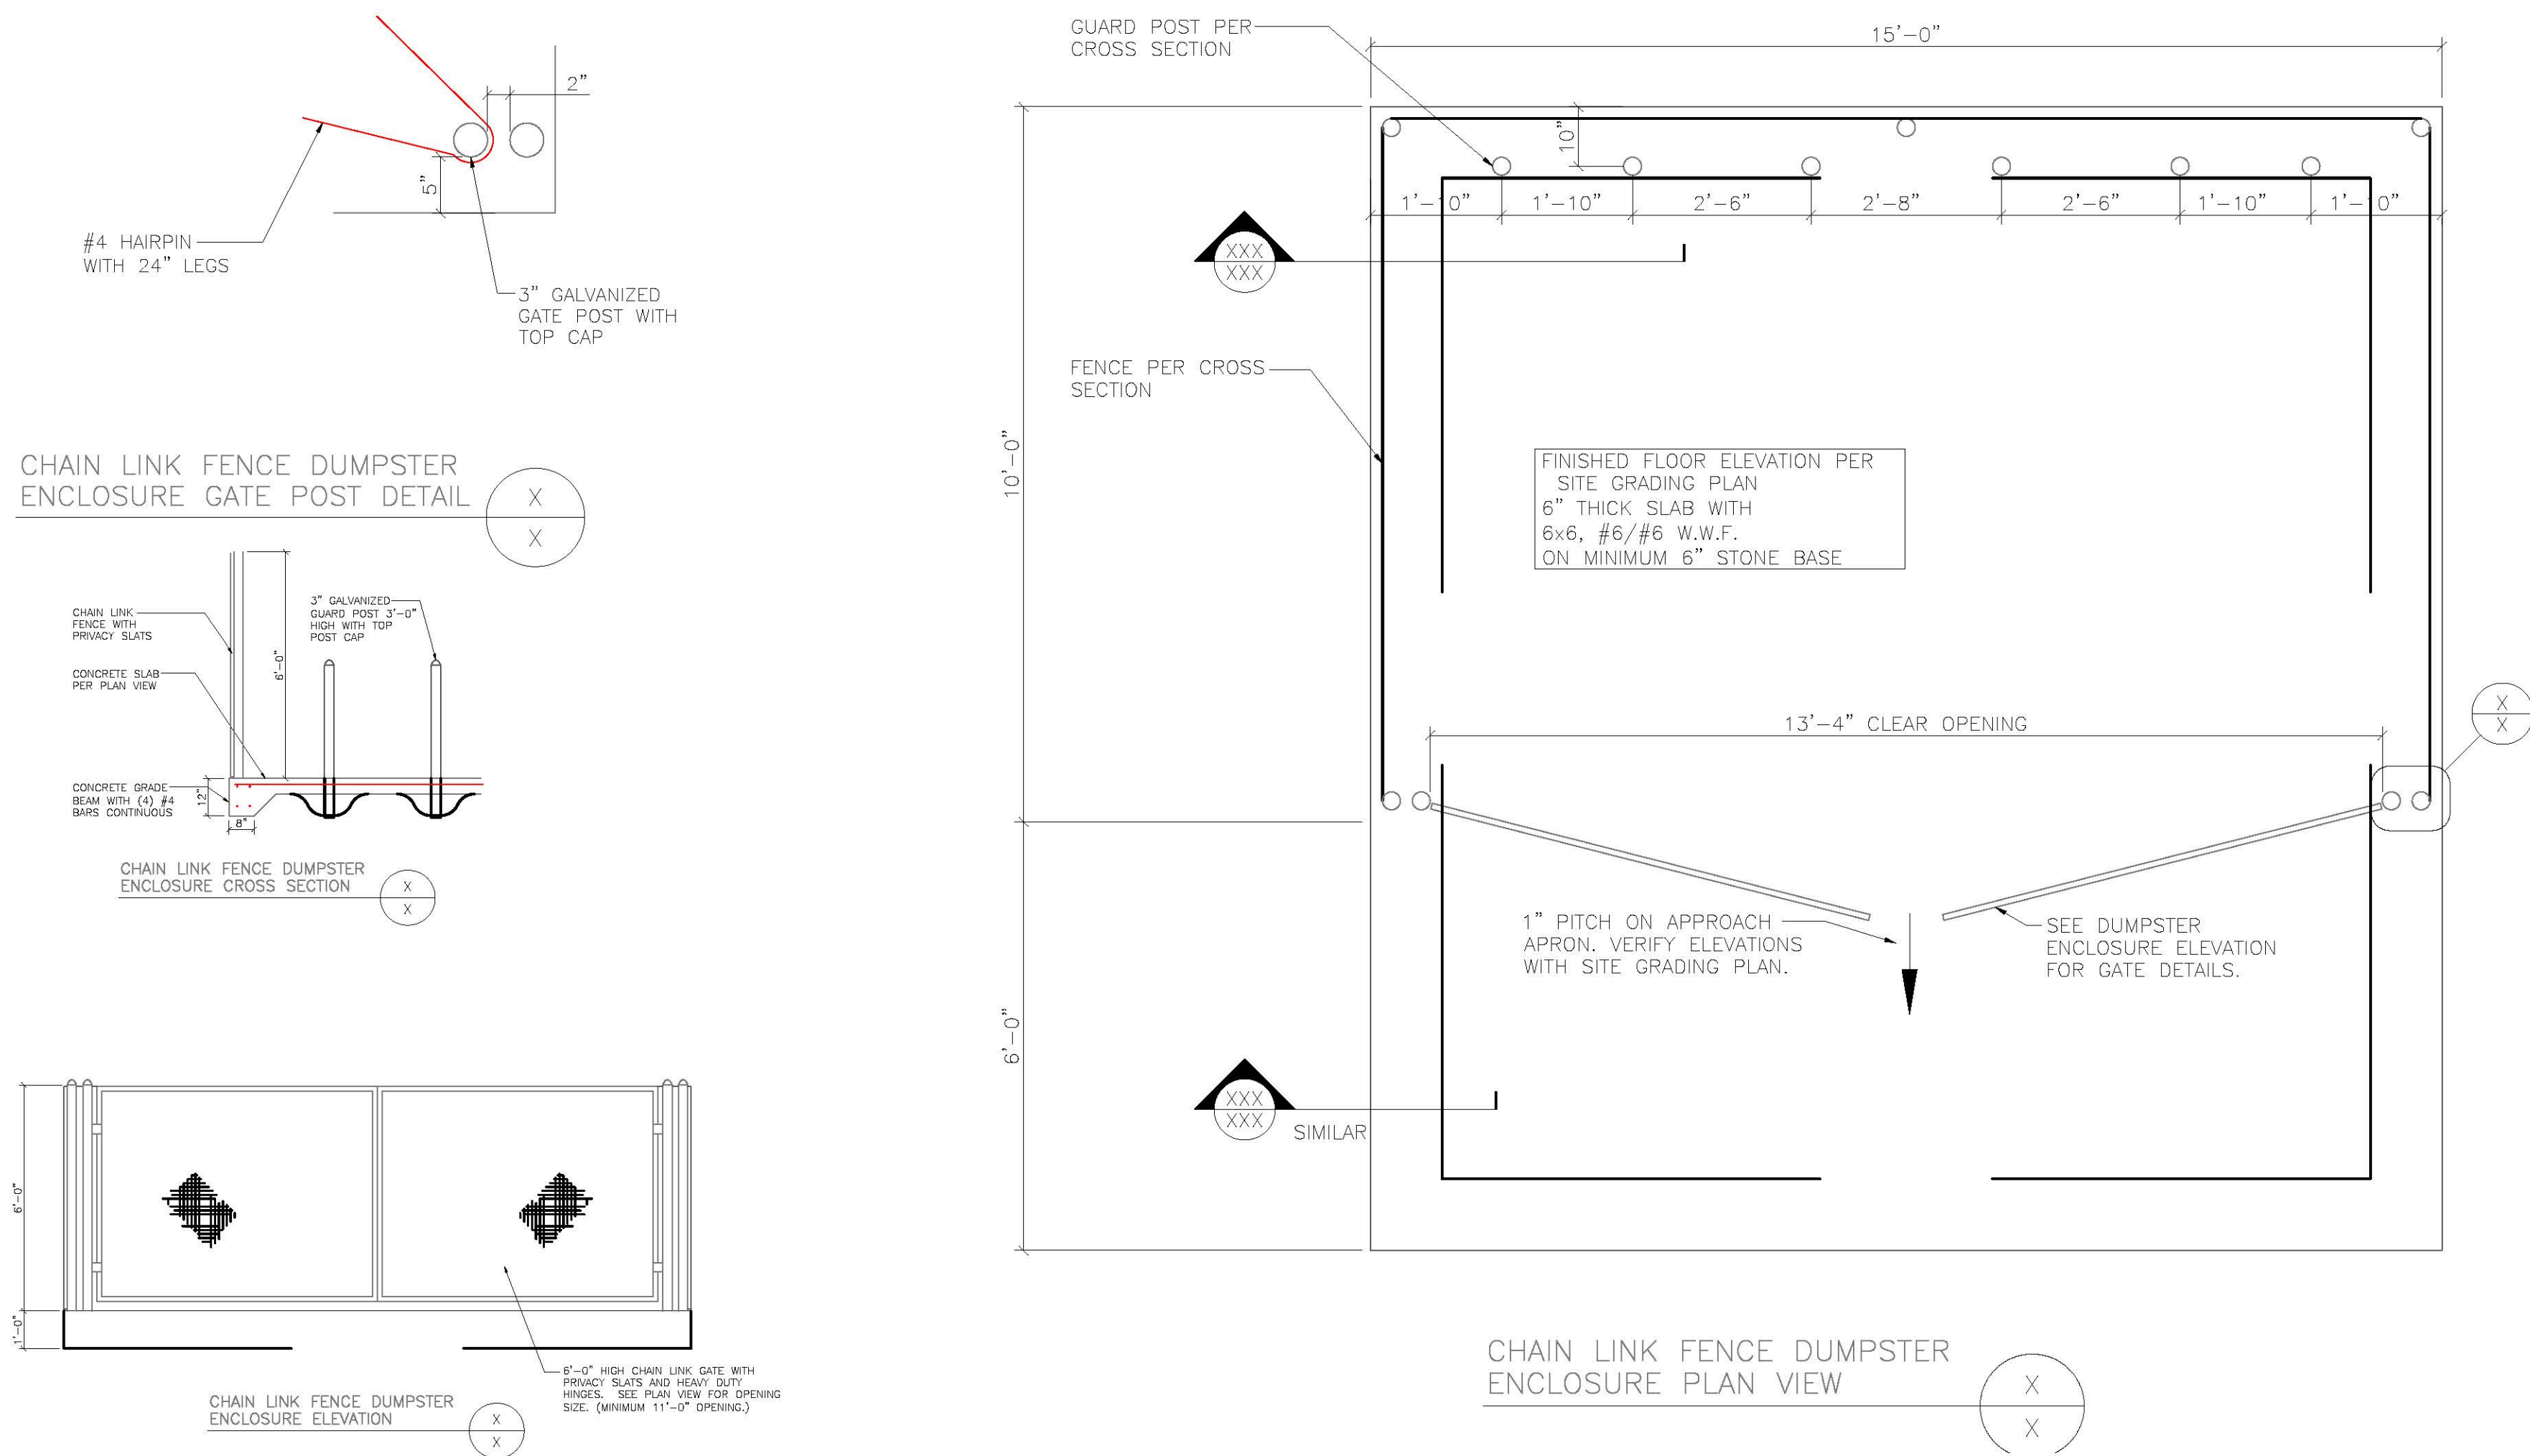 2”
5”
#4 HAIRPIN
WITH 24” LEGS
3” GALVANIZED
GATE POST WITH
TOP CAP
CHAIN LINK FENCE DUMPSTER
ENCLOSURE GATE POST DETAIL
X
X
CHAIN LINK
FENCE WITH
PRIVACY SLATS
3” GALVANIZED
GUARD POST 3’-0”
HIGH WITH TOP
POST CAP
6’-0”
CONCRETE SLAB
PER PLAN VIEW
CONCRETE GRADE
BEAM WITH (4) #4
BARS CONTINUOUS
12”
8”
CHAIN LINK FENCE DUMPSTER
ENCLOSURE CROSS SECTION
X
X
6’-0”
1’-0”
6’-0” HIGH CHAIN LINK GATE WITH
PRIVACY SLATS AND HEAVY DUTY
HINGES. SEE PLAN VIEW FOR OPENING
SIZE. (MINIMUM 11’-0” OPENING.)
CHAIN LINK FENCE DUMPSTER
ENCLOSURE ELEVATION
X
X
GUARD POST PER
CROSS SECTION
15’-0”
10”
1’-10”
1’-10”
2’-6”
2’-8”
2’-6”
1’-10”
1’-10”
XXX
XXX
FENCE PER CROSS
SECTION
10’-0”
FINISHED FLOOR ELEVATION PER
SITE GRADING PLAN
6” THICK SLAB WITH
6x6, #6/#6 W.W.F.
ON MINIMUM 6” STONE BASE
13’-4” CLEAR OPENING
X
X
1” PITCH ON APPROACH
APRON. VERIFY ELEVATIONS
WITH SITE GRADING PLAN.
SEE DUMPSTER
ENCLOSURE ELEVATION
FOR GATE DETAILS.
6’-0”
XXX
XXX
SIMILAR
CHAIN LINK FENCE DUMPSTER
ENCLOSURE PLAN VIEW
X
X